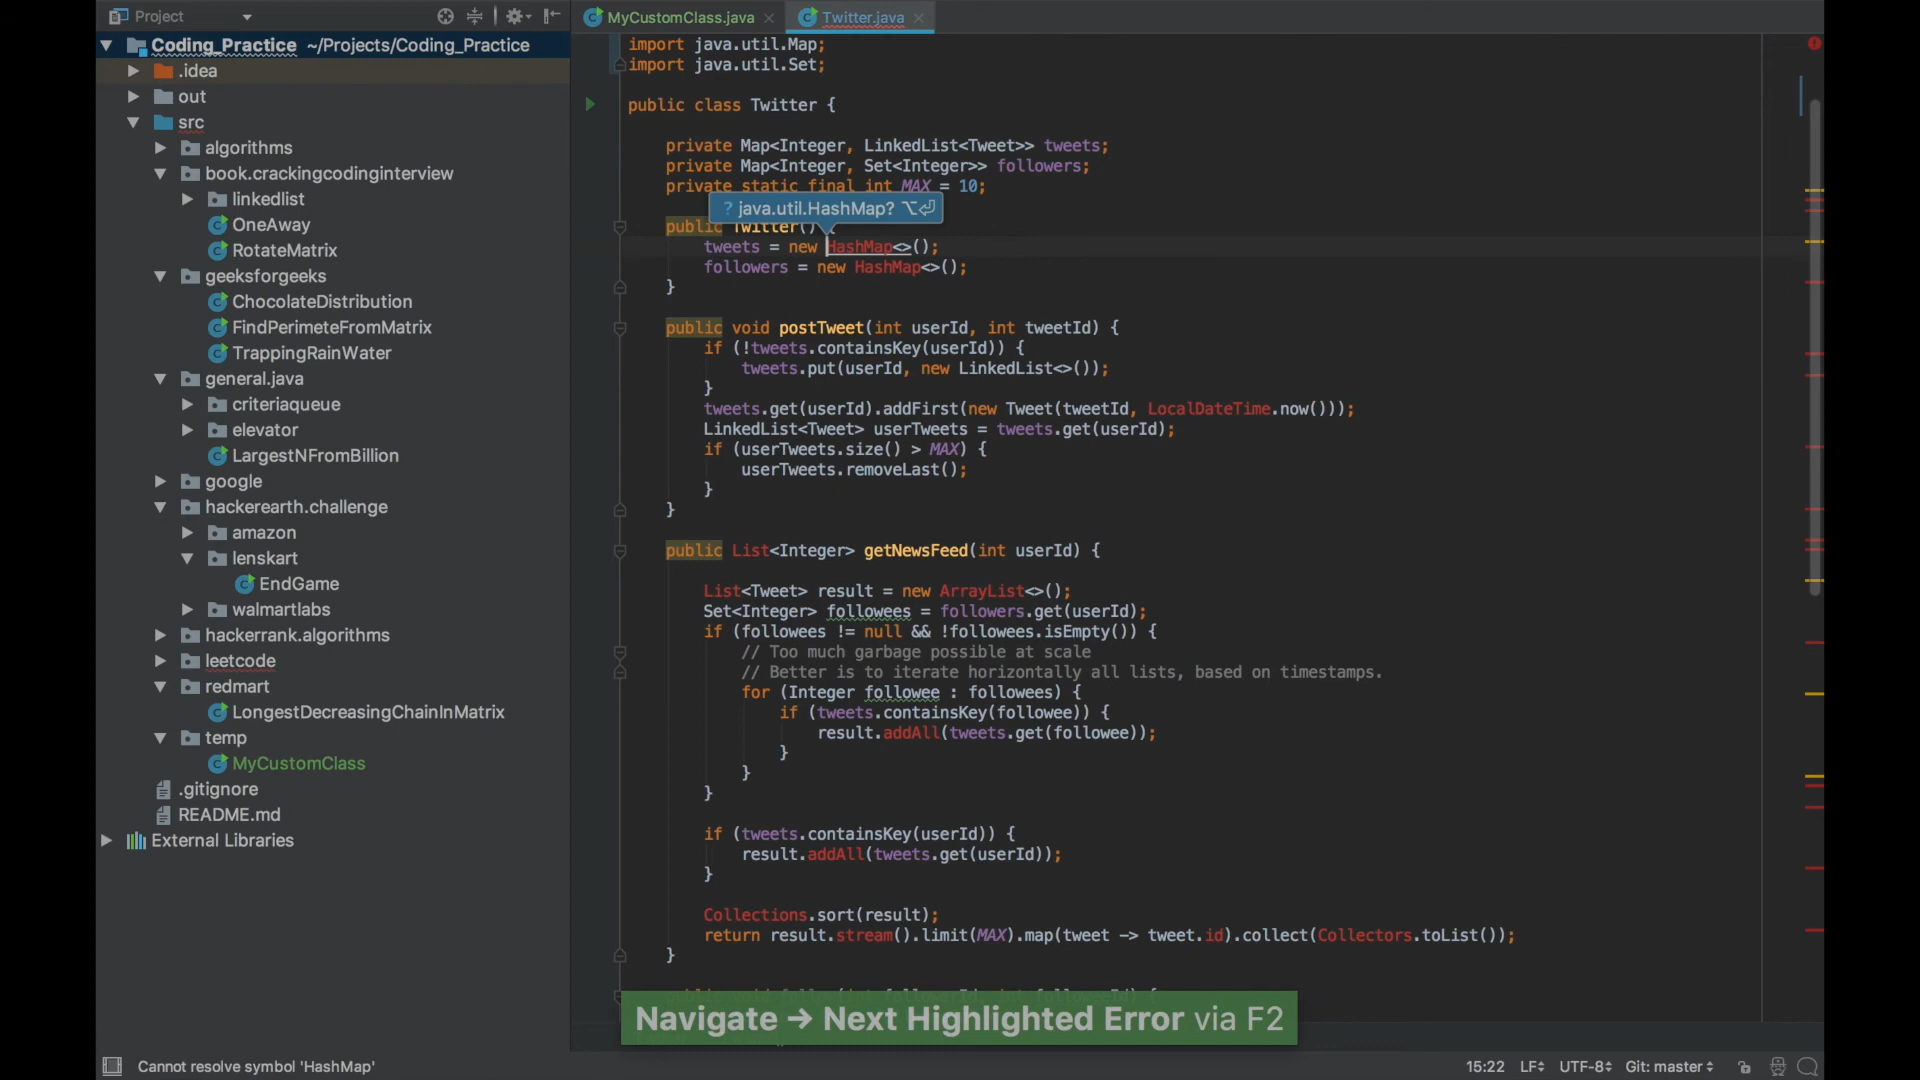 Project
Coding_Practice ~/Projects/Coding_Practice
.idea
out
src
algorithms
book.crackingcodinginterview
linkedlist
OneAway
RotateMatrix
geeksforgeeks
ChocolateDistribution
FindPerimeteFromMatrix
TrappingRainWater
general.java
criteriaqueue
elevator
LargestNFromBillion
google
hackerearth.challenge
amazon
lenskart
EndGame
walmartlabs
hackerrank.algorithms
leetcode
redmart
LongestDecreasingChainInMatrix
temp
MyCustomClass
.gitignore
README.md
External Libraries
MyCustomClass.java
Twitter.java
import java.util.Map;
import java.util.Set;
public class Twitter {
private Map<Integer, LinkedList<Tweet>> tweets;
private Map<Integer, Set<Integer>> followers;
private static final int MAX = 10;
? java.util.HashMap? ⌥⏎
public Twitter() {
tweets = new HashMap<>();
followers = new HashMap<>();
}
public void postTweet(int userId, int tweetId) {
if (!tweets.containsKey(userId)) {
tweets.put(userId, new LinkedList<>());
}
tweets.get(userId).addFirst(new Tweet(tweetId, LocalDateTime.now()));
LinkedList<Tweet> userTweets = tweets.get(userId);
if (userTweets.size() > MAX) {
userTweets.removeLast();
}
}
public List<Integer> getNewsFeed(int userId) {
List<Tweet> result = new ArrayList<>();
Set<Integer> followees = followers.get(userId);
if (followees != null && !followees.isEmpty()) {
// Too much garbage possible at scale
// Better is to iterate horizontally all lists, based on timestamps.
for (Integer followee : followees) {
if (tweets.containsKey(followee)) {
result.addAll(tweets.get(followee));
}
}
}
if (tweets.containsKey(userId)) {
result.addAll(tweets.get(userId));
}
Collections.sort(result);
return result.stream().limit(MAX).map(tweet -> tweet.id).collect(Collectors.toList());
}
Navigate → Next Highlighted Error via F2
Cannot resolve symbol 'HashMap'
15:22 LF UTF-8 Git: master